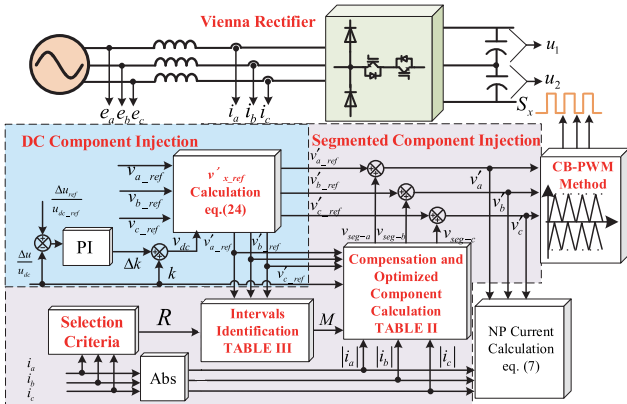 Vienna Rectifier
u1
u2
ea eb ec
ia ib ic
Sx
DC Component Injection
Segmented Component Injection
CB-PWM
Method
va_ref
vb_ref
vc_ref
v'x_ref
Calculation
eq.(24)
v'a_ref
v'b_ref
v'c_ref
v'a
v'b
v'c
Δuref
udc_ref
Δu
udc
PI
Δk
k
vdc
v'a_ref
v'b_ref
v'c_ref
vseg-a
vseg-b
vseg-c
Compensation and
Optimized
Component
Calculation
TABLE II
Selection
Criteria
R
Intervals
Identification
TABLE III
M
|ia|
|ib|
|ic|
NP Current
Calculation
eq. (7)
ia
ib
ic
Abs